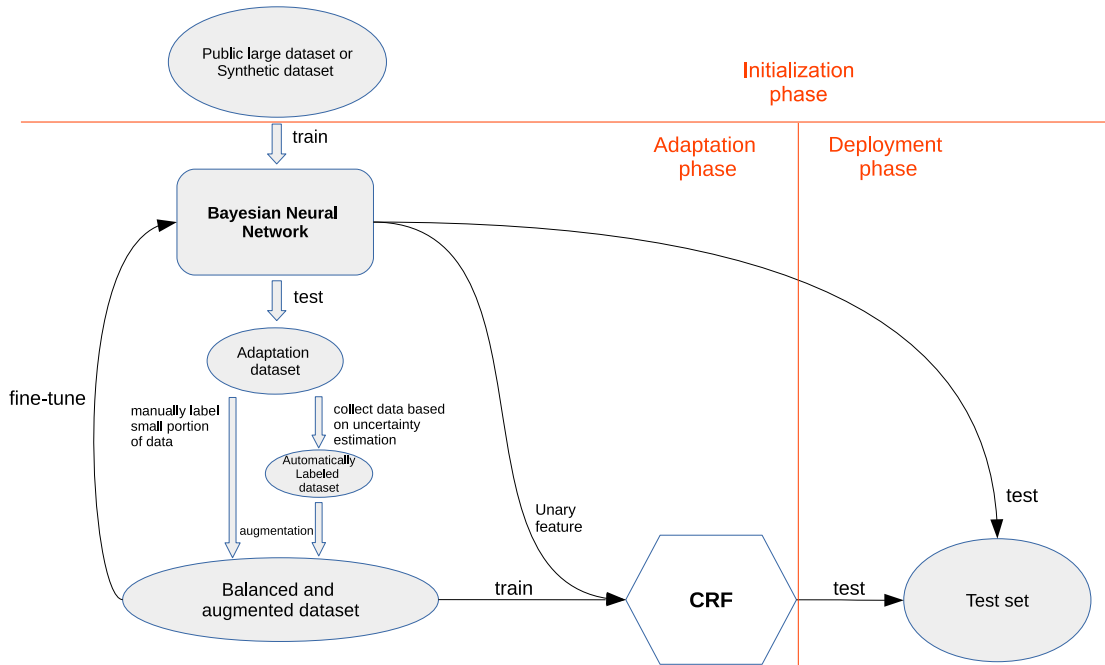 Public large dataset or
Synthetic dataset
Initialization
phase
train
Adaptation
phase
Deployment
phase
Bayesian Neural
Network
test
Adaptation
dataset
fine-tune
manually label
small portion
of data
collect data based
on uncertainty
estimation
Automatically
Labeled
dataset
augmentation
Unary
feature
test
Balanced and
augmented dataset
train
CRF
test
Test set